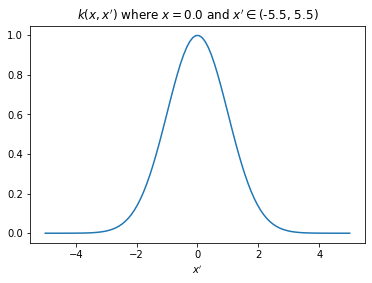 k(x, x′) where x = 0.0 and x′ ∈ (-5.5, 5.5)
1.0
0.8
0.6
0.4
0.2
0.0
−4 −2 0 2 4
x′